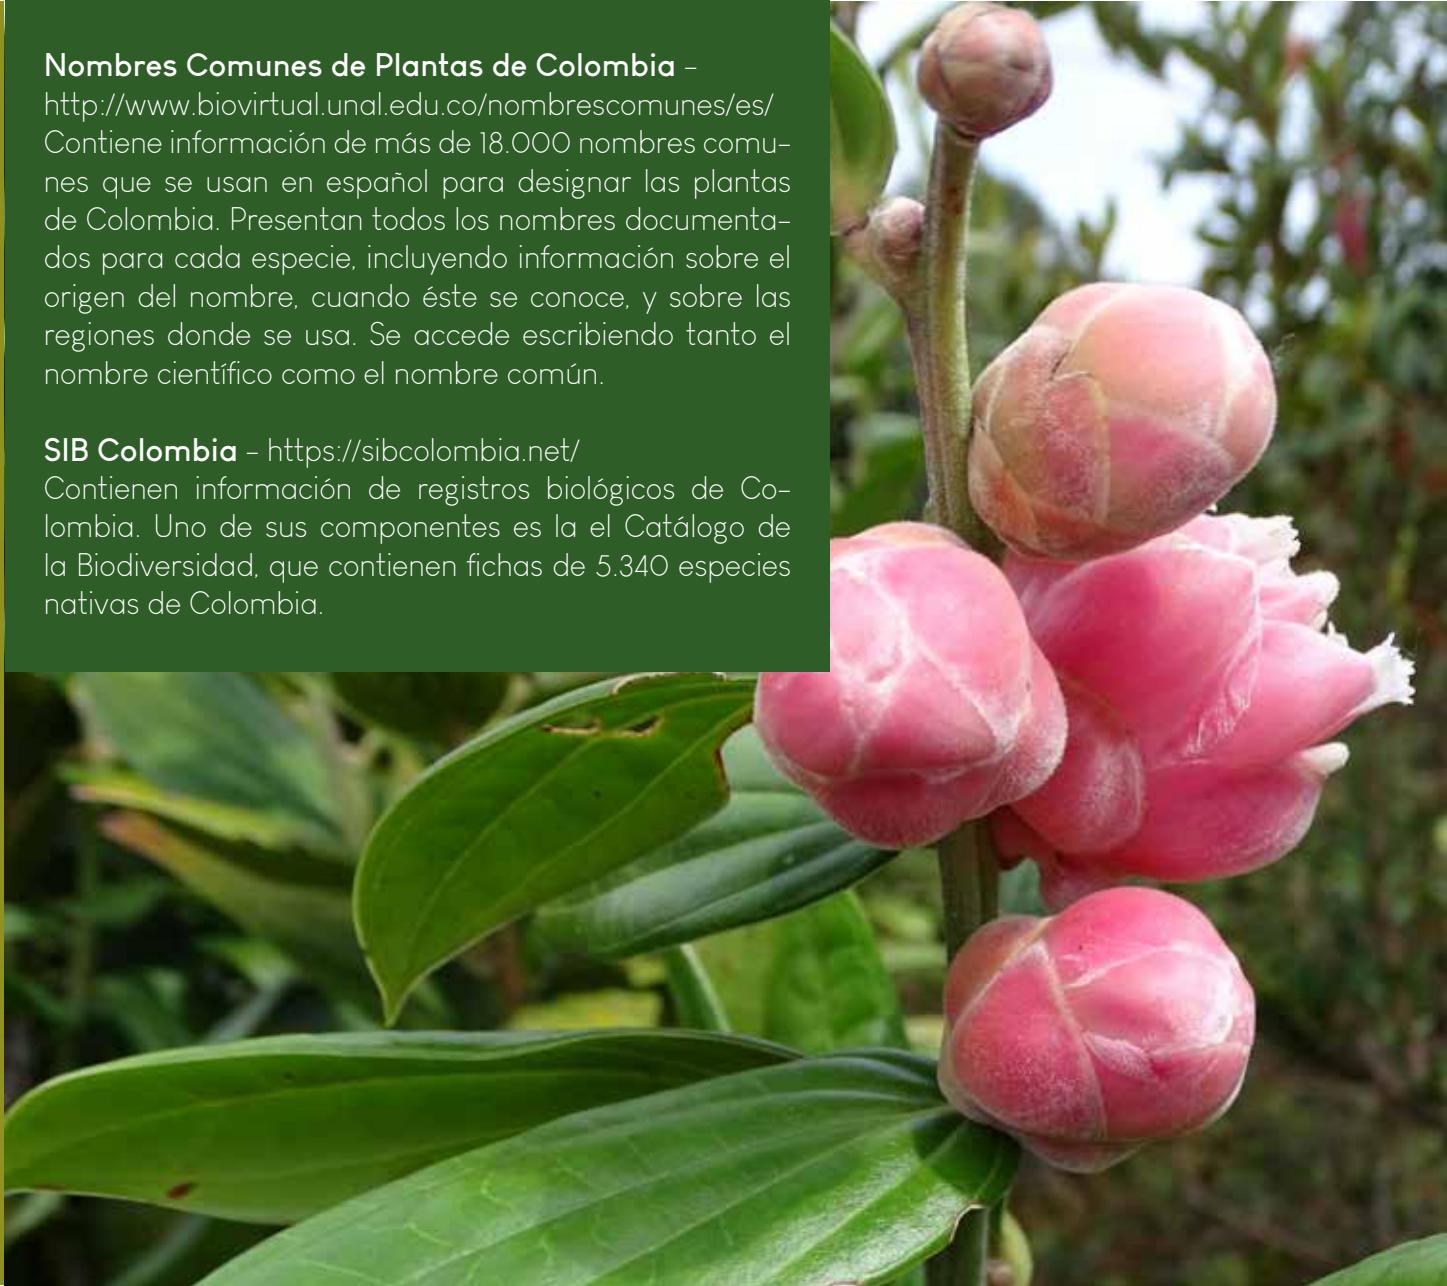 Nombres Comunes de Plantas de Colombia –
http://www.biovirtual.unal.edu.co/nombrescomunes/es/
Contiene información de más de 18.000 nombres comu-
nes que se usan en español para designar las plantas
de Colombia. Presentan todos los nombres documenta-
dos para cada especie, incluyendo información sobre el
origen del nombre, cuando éste se conoce, y sobre las
regiones donde se usa. Se accede escribiendo tanto el
nombre científico como el nombre común.
SIB Colombia – https://sibcolombia.net/
Contienen información de registros biológicos de Co-
lombia. Uno de sus componentes es la el Catálogo de
la Biodiversidad, que contienen fichas de 5.340 especies
nativas de Colombia.